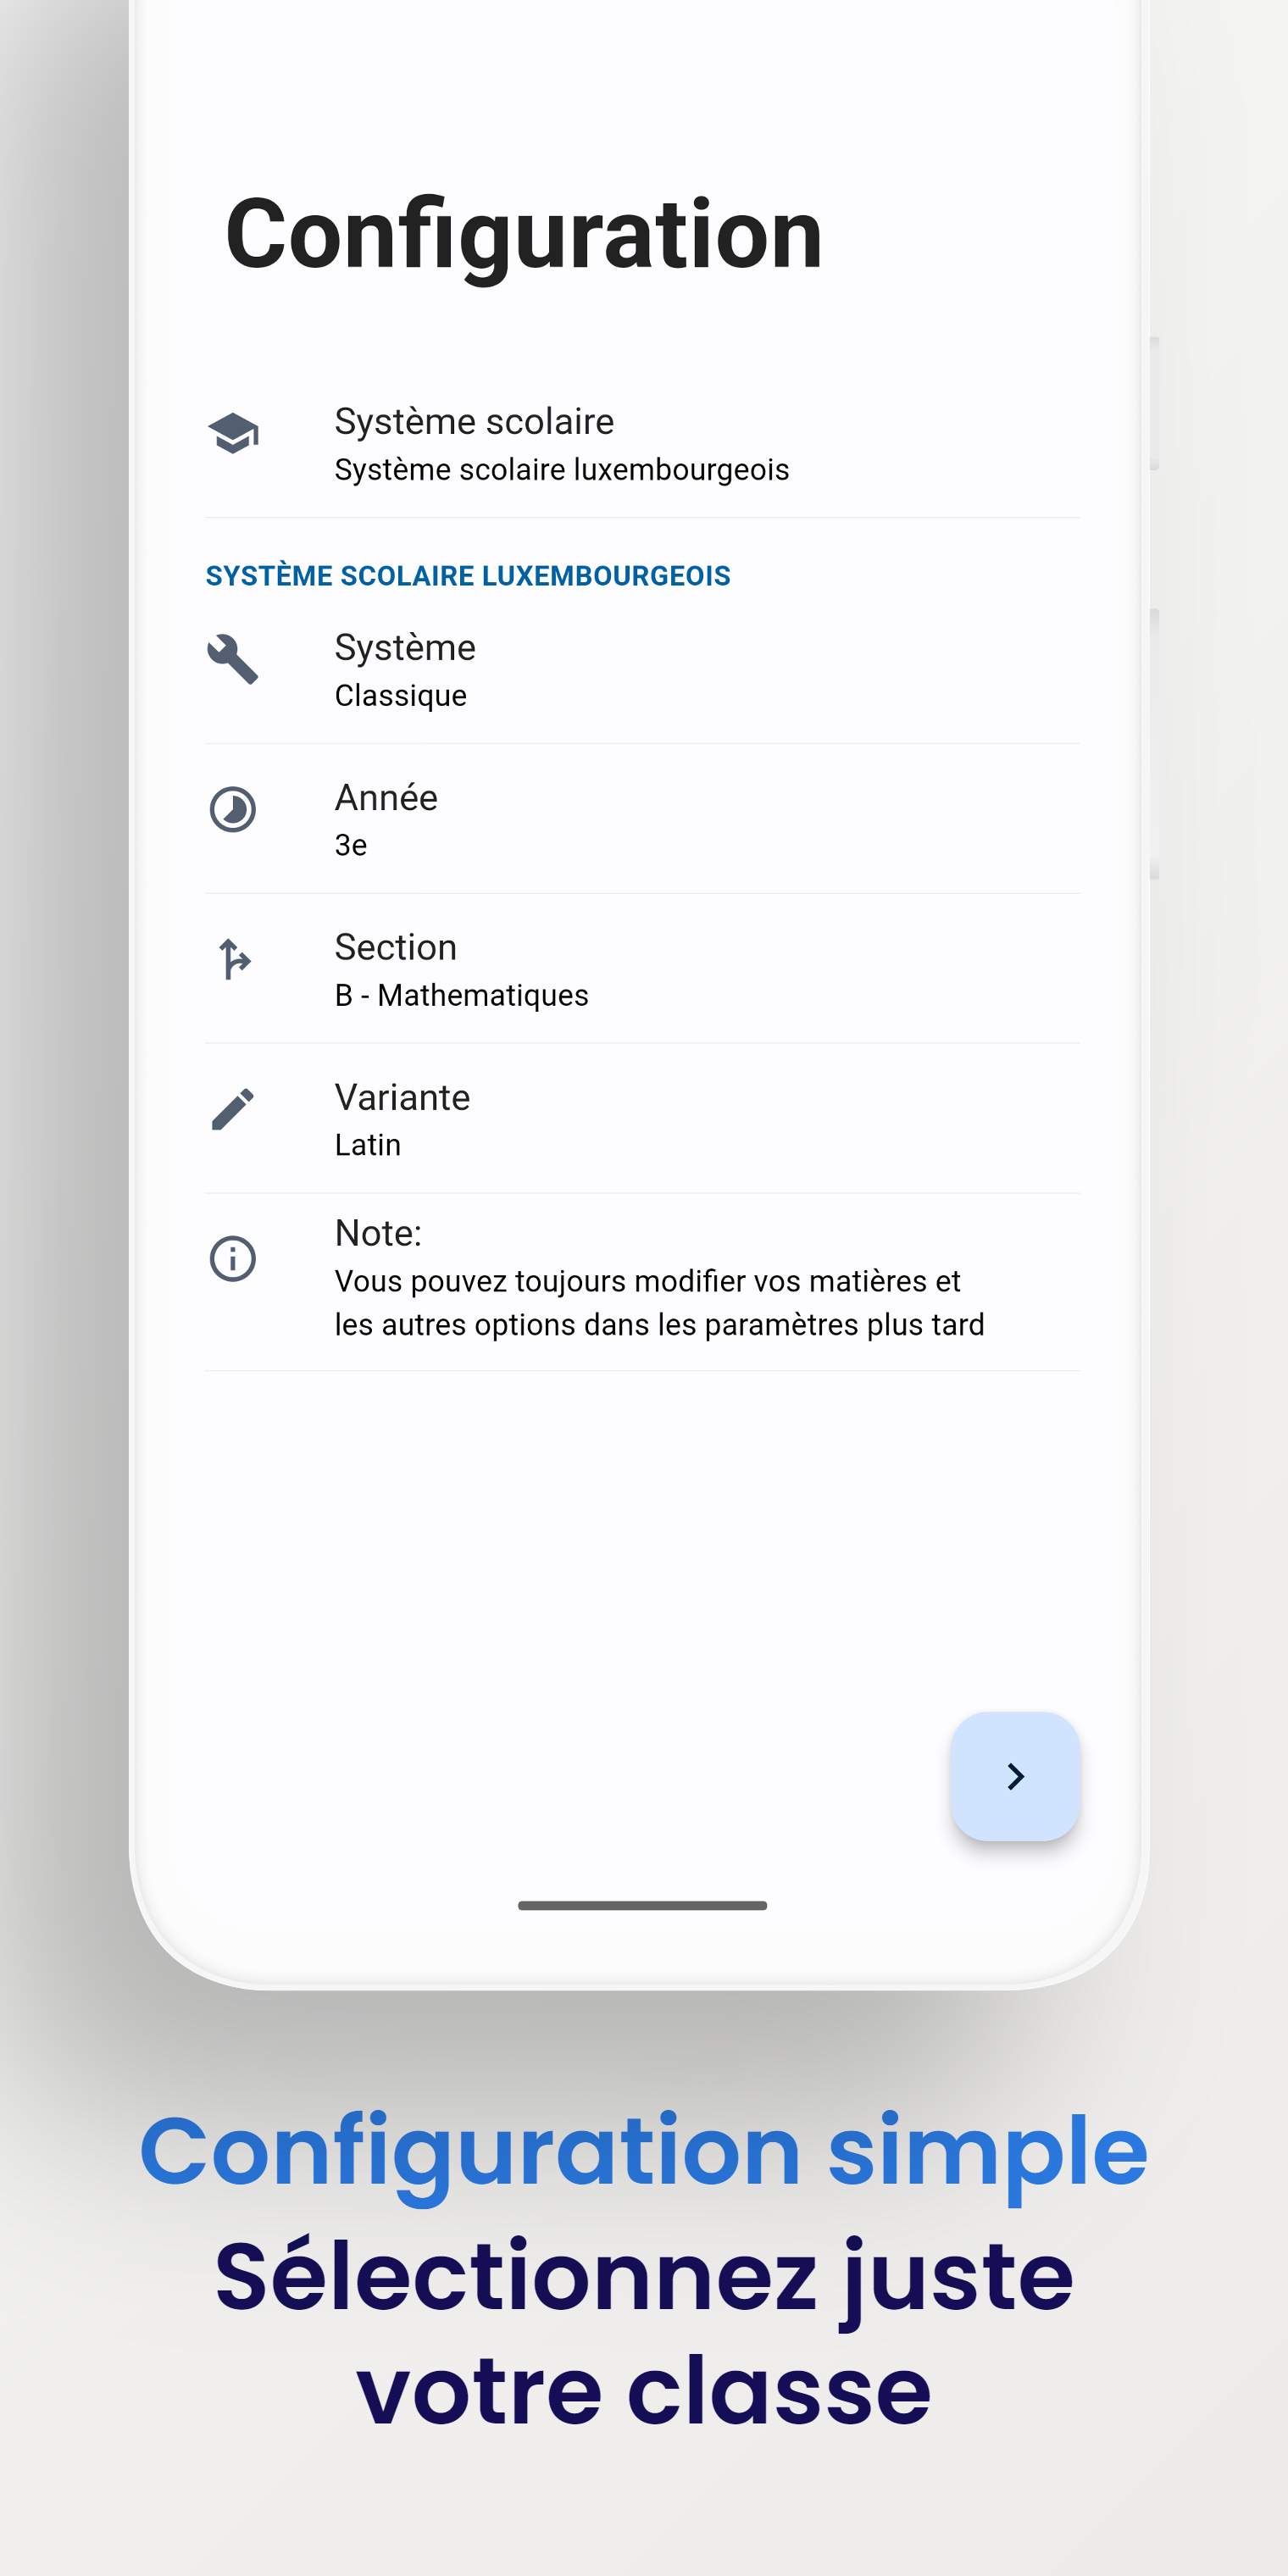 Configuration
Système scolaire
Système scolaire luxembourgeois
SYSTÈME SCOLAIRE LUXEMBOURGEOIS
Système
Classique
Année
3e
Section
B - Mathematiques
Variante
Latin
Note:
Vous pouvez toujours modifier vos matières et
les autres options dans les paramètres plus tard
Configuration simple
Sélectionnez juste
votre classe